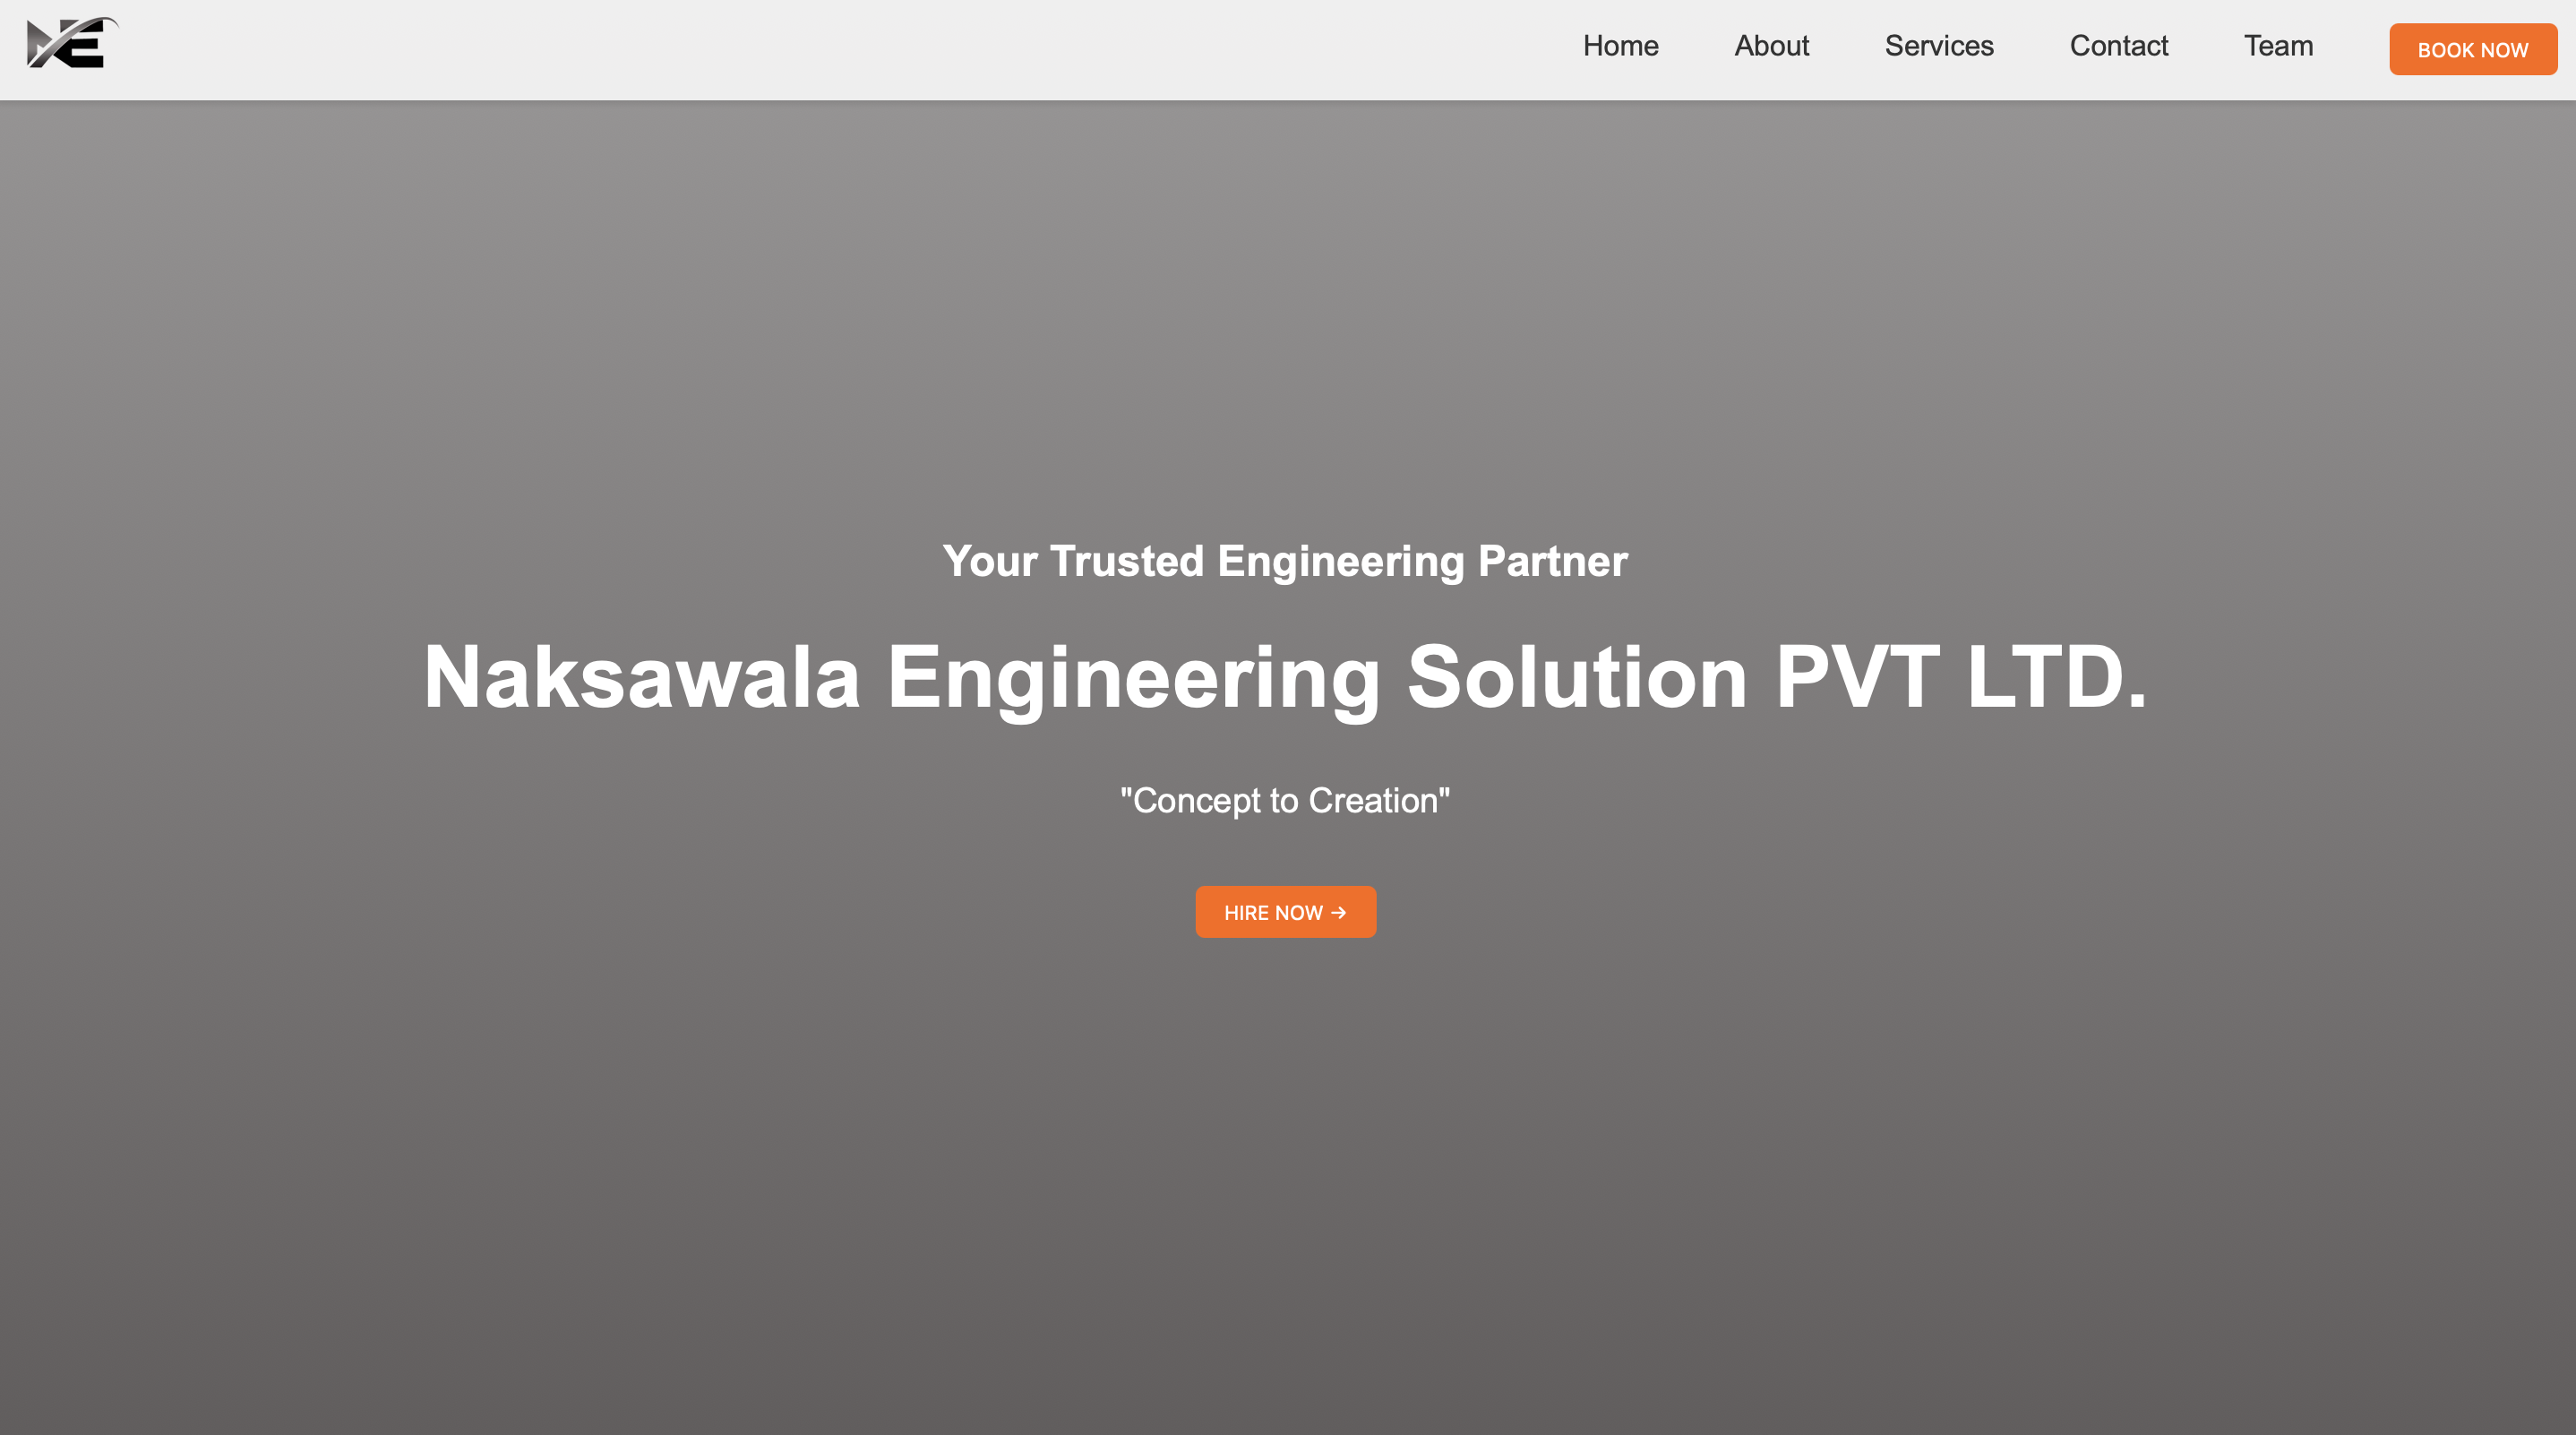 NE
Home About Services Contact Team BOOK NOW
Your Trusted Engineering Partner
Naksawala Engineering Solution PVT LTD.
"Concept to Creation"
HIRE NOW →